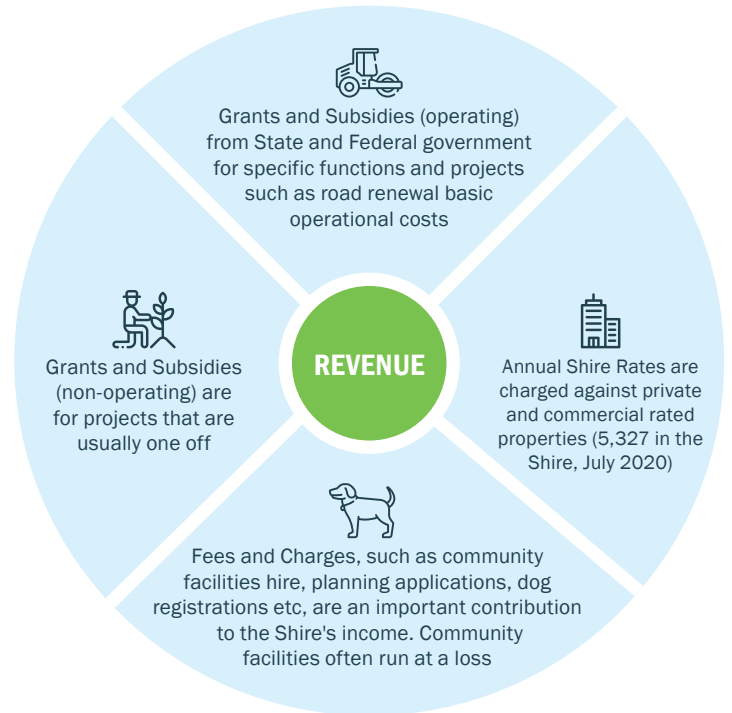 Grants and Subsidies (operating)
from State and Federal government
for specific functions and projects
such as road renewal basic
operational costs
Grants and Subsidies
(non-operating) are
for projects that are
usually one off
REVENUE
Annual Shire Rates are
charged against private
and commercial rated
properties (5,327 in the
Shire, July 2020)
Fees and Charges, such as community
facilities hire, planning applications, dog
registrations etc, are an important contribution
to the Shire's income. Community
facilities often run at a loss